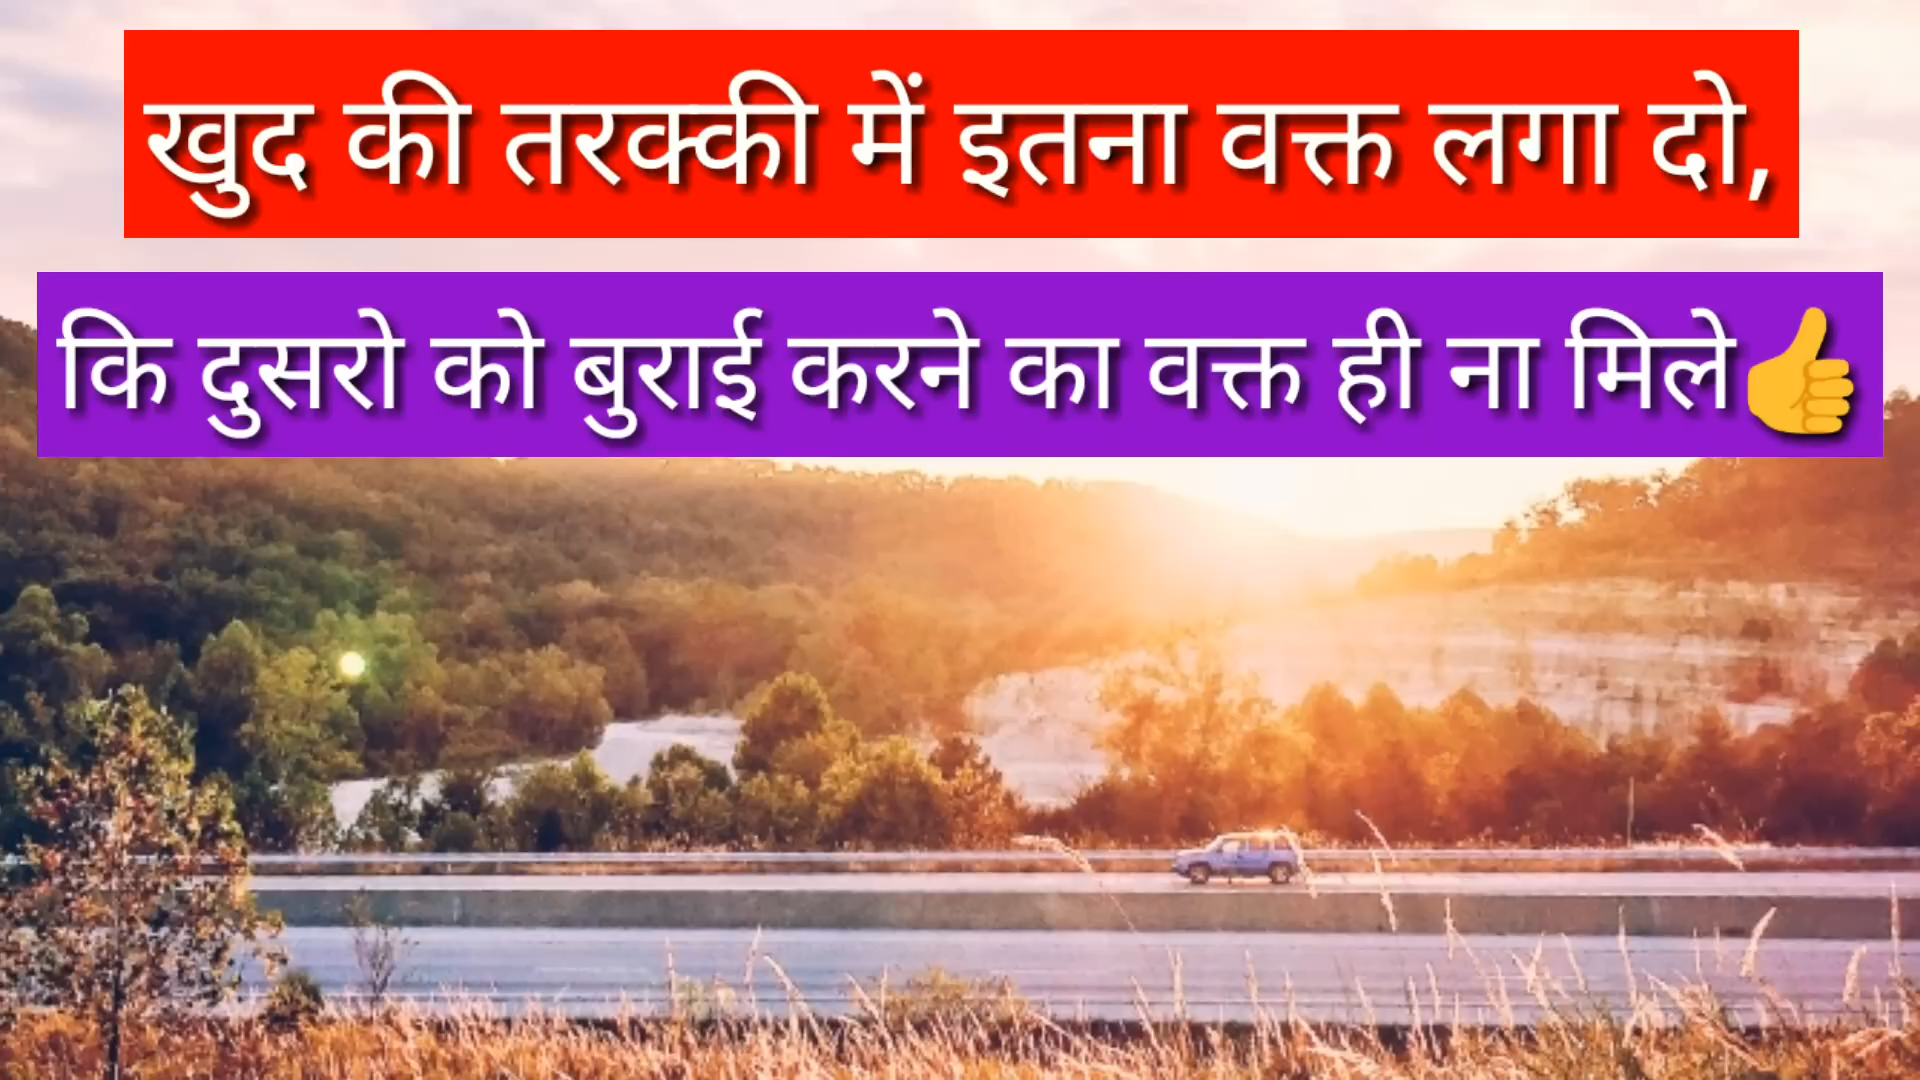 खुद की तरक्की में इतना वक्त लगा दो,
कि दुसरो को बुराई करने का वक्त ही ना मिले👍